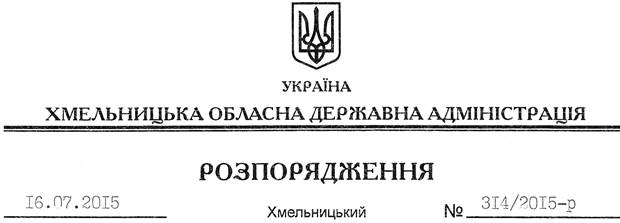 УКРАЇНА
ХМЕЛЬНИЦЬКА ОБЛАСНА ДЕРЖАВНА АДМІНІСТРАЦІЯ
РОЗПОРЯДЖЕННЯ
16.07.2015 Хмельницький № 314/2015-р